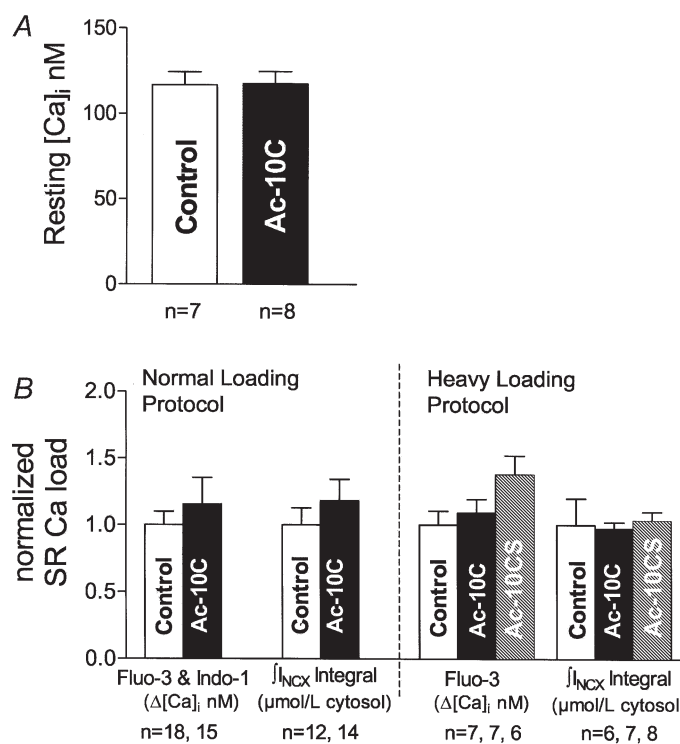 A
Resting [Ca]i nM
150
100
50
0
Control
Ac-10C
n=7
n=8
B
normalized
SR Ca load
2.0
1.5
1.0
0.5
0.0
Normal Loading
Protocol
Control
Ac-10C
Control
Ac-10C
Fluo-3 & Indo-1
(Δ[Ca]i nM)
n=18, 15
∫INCX Integral
(μmol/L cytosol)
n=12, 14
Heavy Loading
Protocol
Control
Ac-10C
Ac-10CS
Control
Ac-10C
Ac-10CS
Fluo-3
(Δ[Ca]i nM)
n=7, 7, 6
∫INCX Integral
(μmol/L cytosol)
n=6, 7, 8